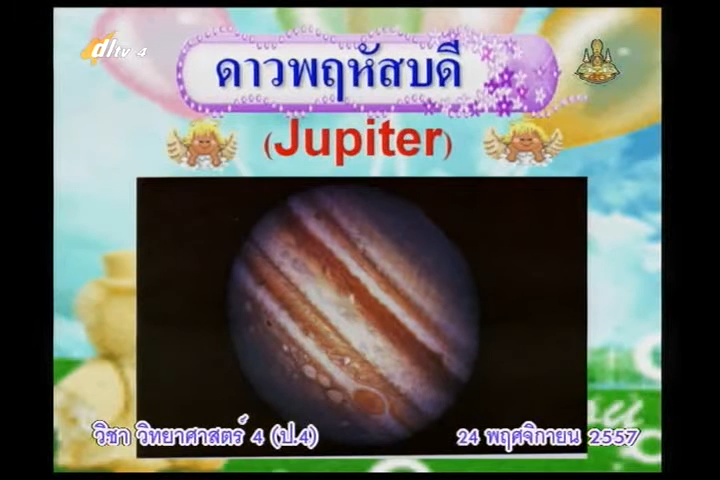 dltv 4
ดาวพฤหัสบดี
(Jupiter)
วิชา วิทยาศาสตร์ 4 (ป.4)
24 พฤศจิกายน 2557